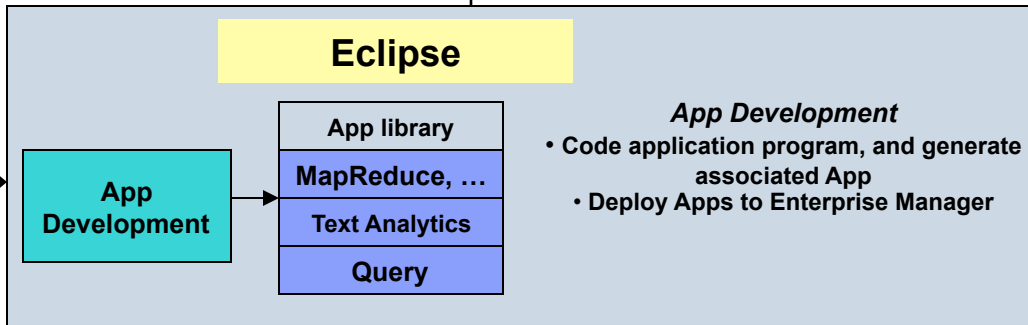 Eclipse
App library
MapReduce, …
Text Analytics
Query
App
Development
App Development
• Code application program, and generate
associated App
• Deploy Apps to Enterprise Manager